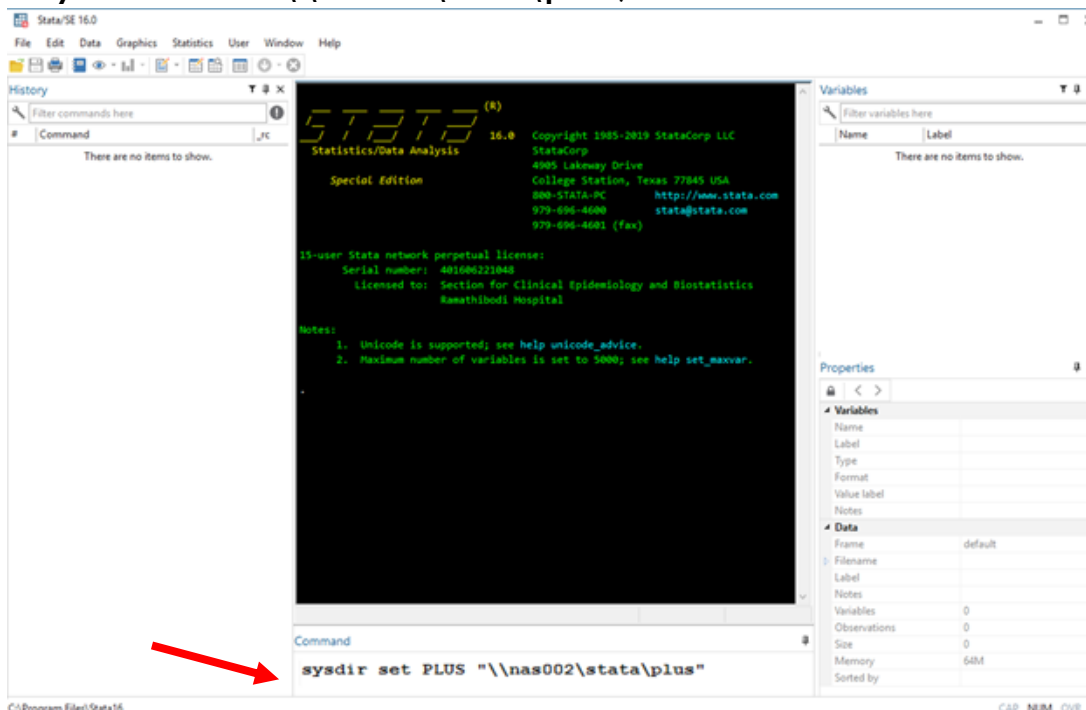 Stata/SE 16.0
File Edit Data Graphics Statistics User Window Help
History
Filter commands here
# Command _rc
There are no items to show.
STATA (R)
16.0 Copyright 1985-2019 StataCorp LLC
Statistics/Data Analysis StataCorp
4905 Lakeway Drive
Special Edition College Station, Texas 77845 USA
800-STATA-PC http://www.stata.com
979-696-4600 stata@stata.com
979-696-4601 (fax)
15-user Stata network perpetual license:
Serial number: 401606221048
Licensed to: Section for Clinical Epidemiology and Biostatistics
Ramathibodi Hospital
Notes:
1. Unicode is supported; see help unicode_advice.
2. Maximum number of variables is set to 5000; see help set_maxvar.
.
Command
sysdir set PLUS "\\nas002\stata\plus"
Variables
Filter variables here
Name Label
There are no items to show.
Properties
Variables
Name
Label
Type
Format
Value label
Notes
Data
Frame default
Filename
Label
Notes
Variables 0
Observations 0
Size 0
Memory 64M
Sorted by
C:\Program Files\Stata16
CAP NUM OVR